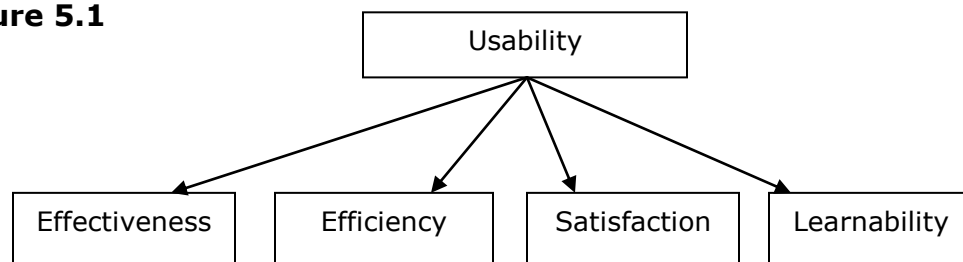 ure 5.1
Usability
Effectiveness Efficiency Satisfaction Learnability